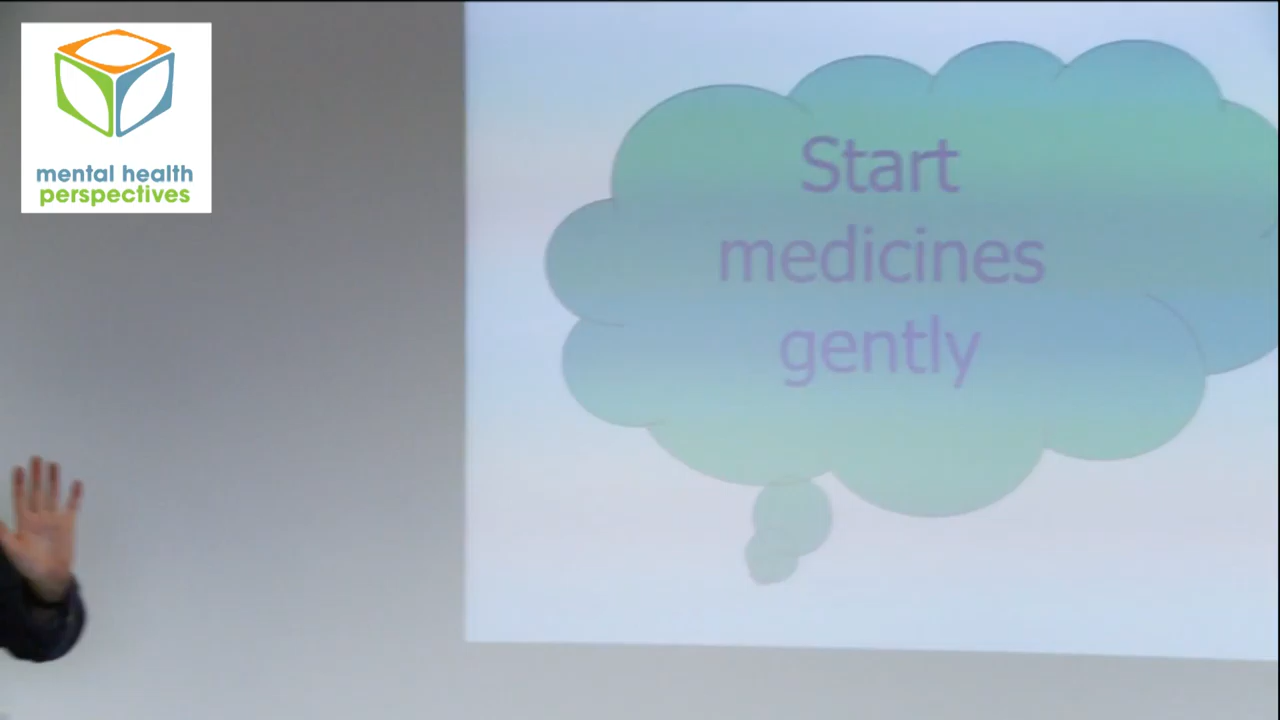 mental health
perspectives
Start
medicines
gently